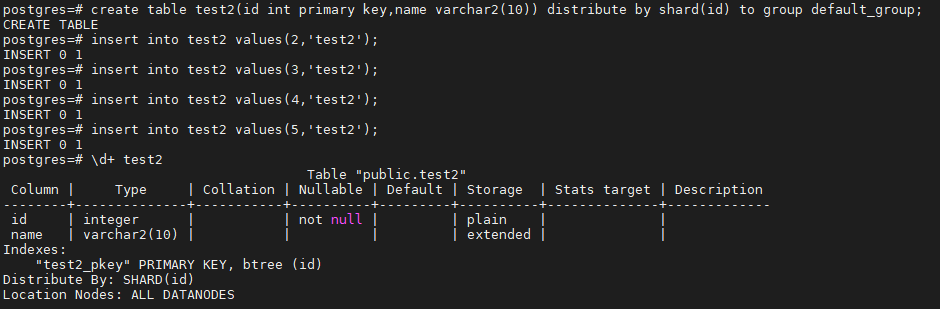 postgres=# create table test2(id int primary key,name varchar2(10)) distribute by shard(id) to group default_group;
CREATE TABLE
postgres=# insert into test2 values(2,'test2');
INSERT 0 1
postgres=# insert into test2 values(3,'test2');
INSERT 0 1
postgres=# insert into test2 values(4,'test2');
INSERT 0 1
postgres=# insert into test2 values(5,'test2');
INSERT 0 1
postgres=# \d+ test2
                                         Table "public.test2"
 Column |     Type     | Collation | Nullable | Default | Storage  | Stats target | Description 
--------+--------------+-----------+----------+---------+----------+--------------+-------------
 id     | integer      |           | not null |         | plain    |              | 
 name   | varchar2(10) |           |          |         | extended |              | 
Indexes:
    "test2_pkey" PRIMARY KEY, btree (id)
Distribute By: SHARD(id)
Location Nodes: ALL DATANODES